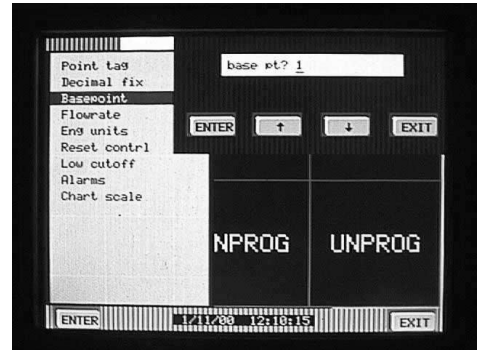 Point tag
Decimal fix
Basepoint
Flowrate
Eng units
Reset contrl
Low cutoff
Alarms
Chart scale
base pt? 1
ENTER ↑ ↓ EXIT
NPROG UNPROG
ENTER 1/11/00 12:10:15 EXIT